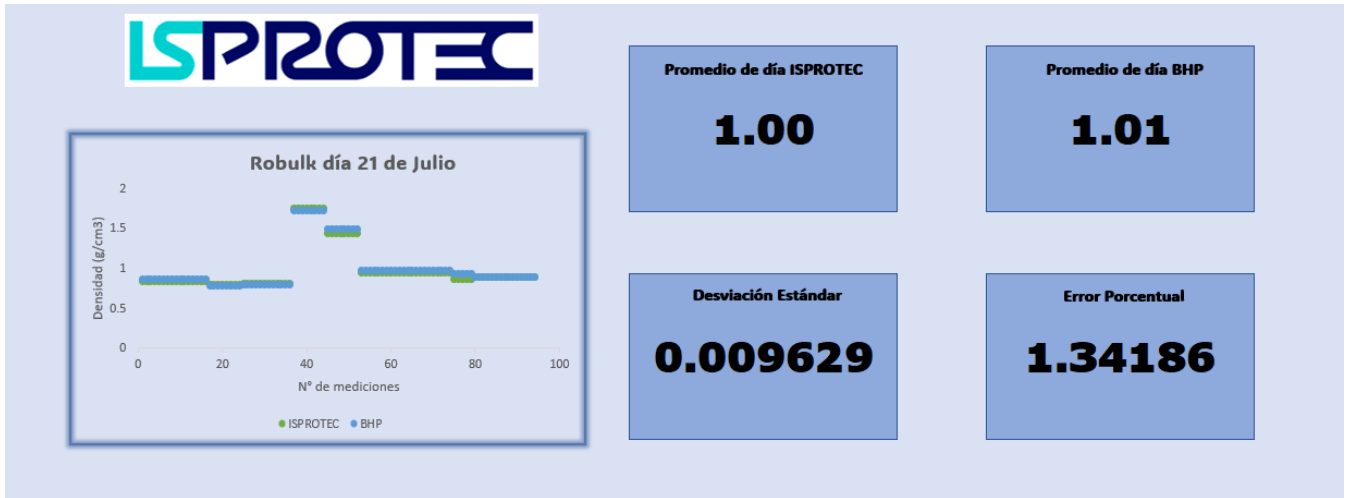 ISPROTEC
Promedio de día ISPROTEC
1.00
Promedio de día BHP
1.01
Robulk día 21 de Julio
Densidad (g/cm3)
2
1.5
1
0.5
0
0 20 40 60 80 100
N° de mediciones
ISPROTEC BHP
Desviación Estándar
0.009629
Error Porcentual
1.34186